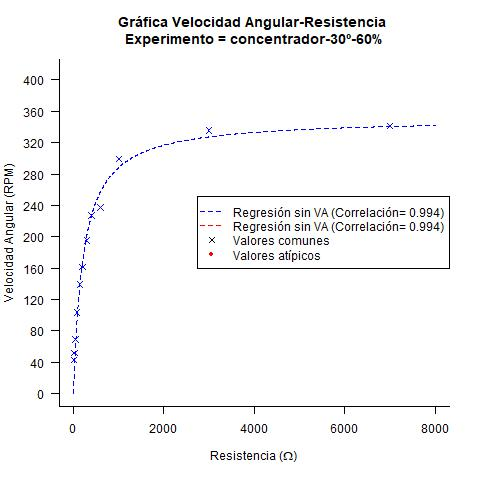 Gráfica Velocidad Angular-Resistencia
Experimento = concentrador-30º-60%
Velocidad Angular (RPM)
400
360
320
280
240
200
160
120
80
40
0
Regresión sin VA (Correlación= 0.994)
Regresión sin VA (Correlación= 0.994)
Valores comunes
Valores atípicos
0 2000 4000 6000 8000
Resistencia (Ω)